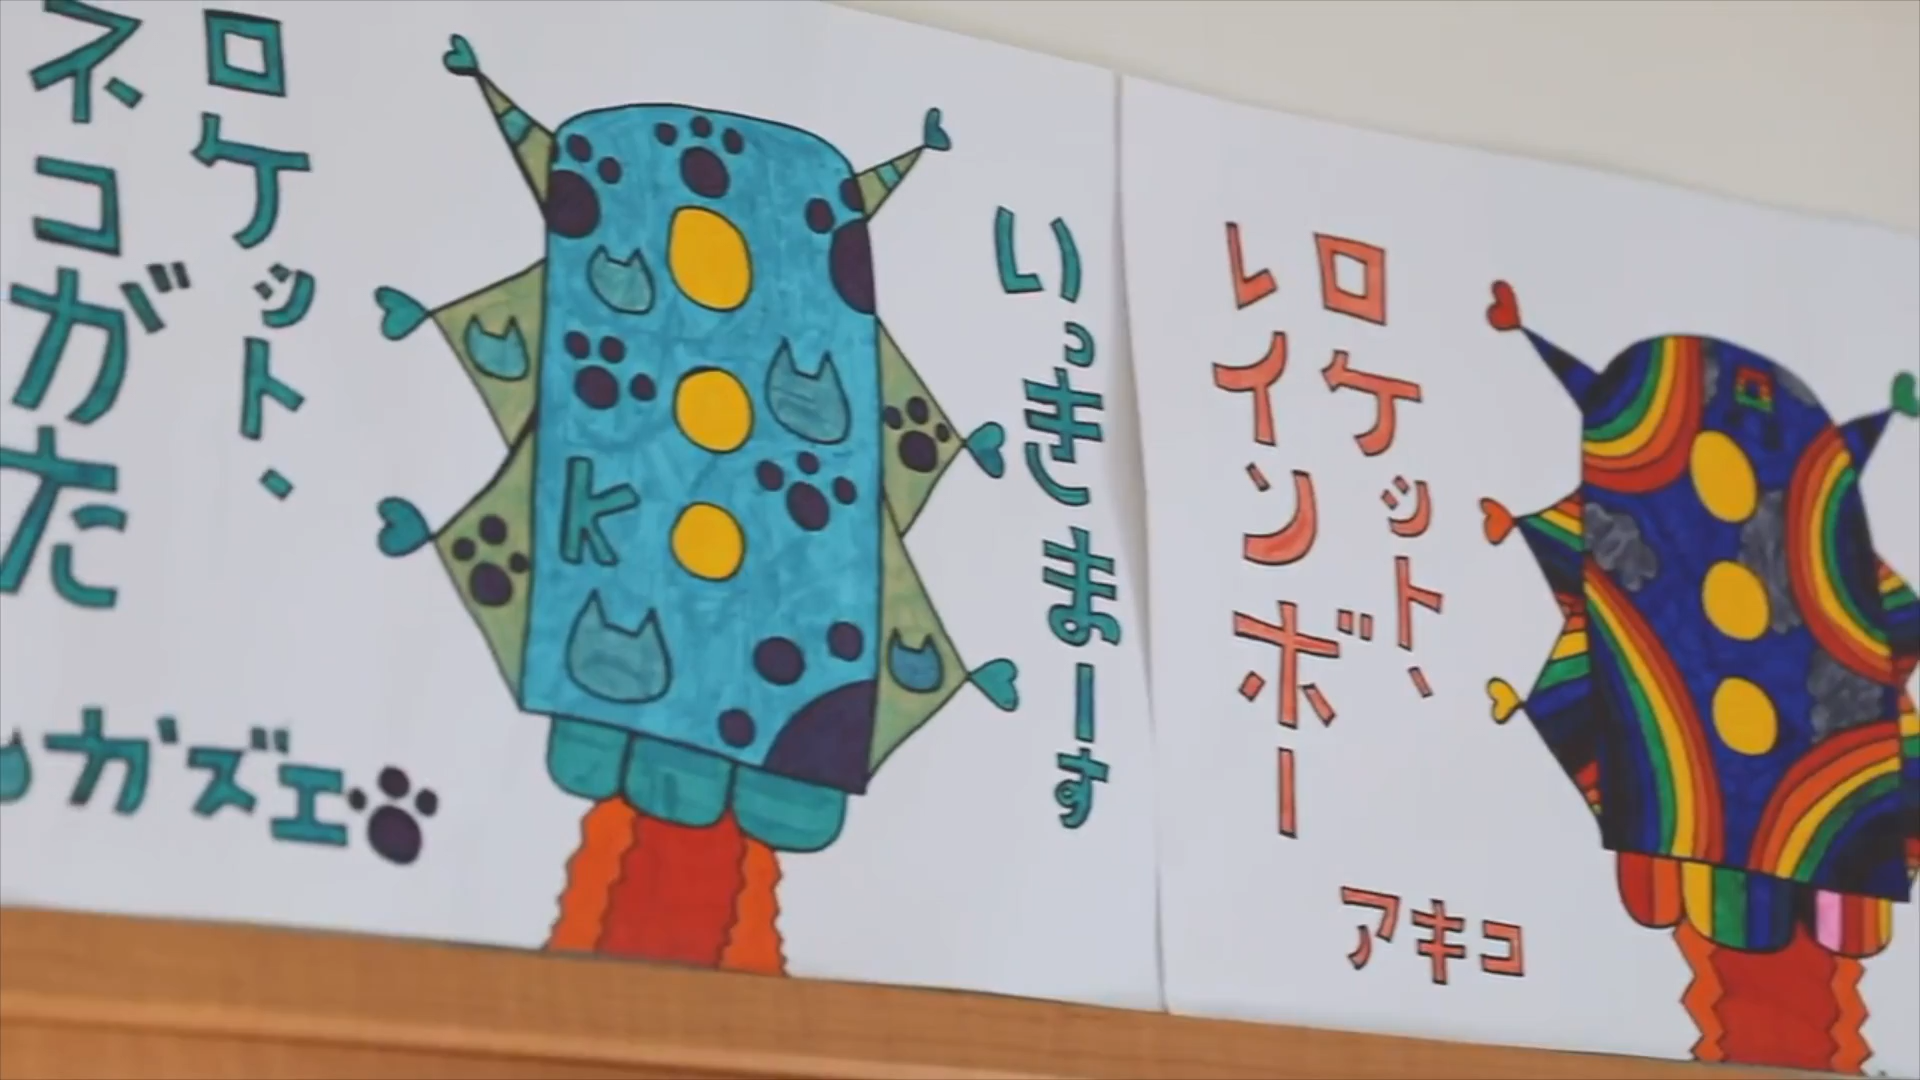 いっきまーす
K
ロケット、
ネコがた
カズエ
ロケット、
レインボー
アキコ